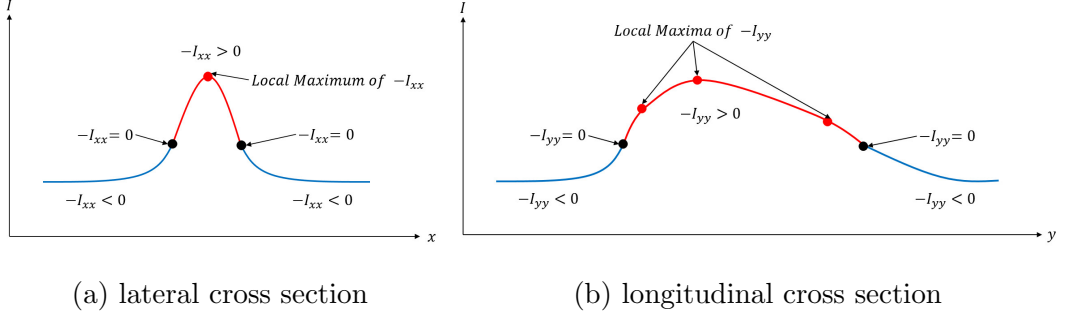 I
−I_xx > 0
Local Maximum of −I_xx
−I_xx = 0
−I_xx = 0
−I_xx < 0
−I_xx < 0
x
(a) lateral cross section
I
Local Maxima of −I_yy
−I_yy > 0
−I_yy = 0
−I_yy = 0
−I_yy < 0
−I_yy < 0
y
(b) longitudinal cross section